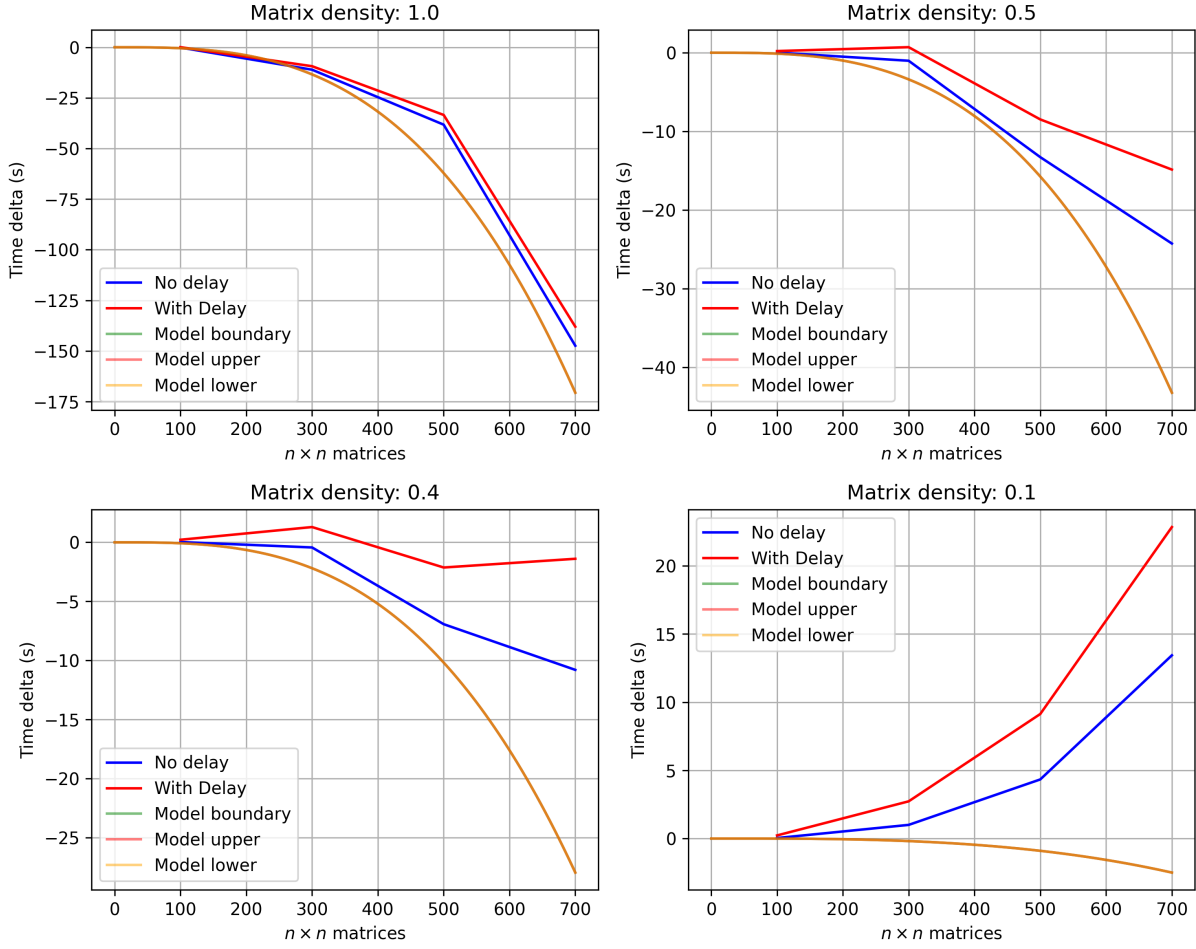 Matrix density: 1.0
Time delta (s)
0
−25
−50
−75
−100
−125
−150
−175
No delay
With Delay
Model boundary
Model upper
Model lower
0 100 200 300 400 500 600 700
n × n matrices
Matrix density: 0.5
Time delta (s)
0
−10
−20
−30
−40
No delay
With Delay
Model boundary
Model upper
Model lower
0 100 200 300 400 500 600 700
n × n matrices
Matrix density: 0.4
Time delta (s)
0
−5
−10
−15
−20
−25
No delay
With Delay
Model boundary
Model upper
Model lower
0 100 200 300 400 500 600 700
n × n matrices
Matrix density: 0.1
Time delta (s)
20
15
10
5
0
No delay
With Delay
Model boundary
Model upper
Model lower
0 100 200 300 400 500 600 700
n × n matrices